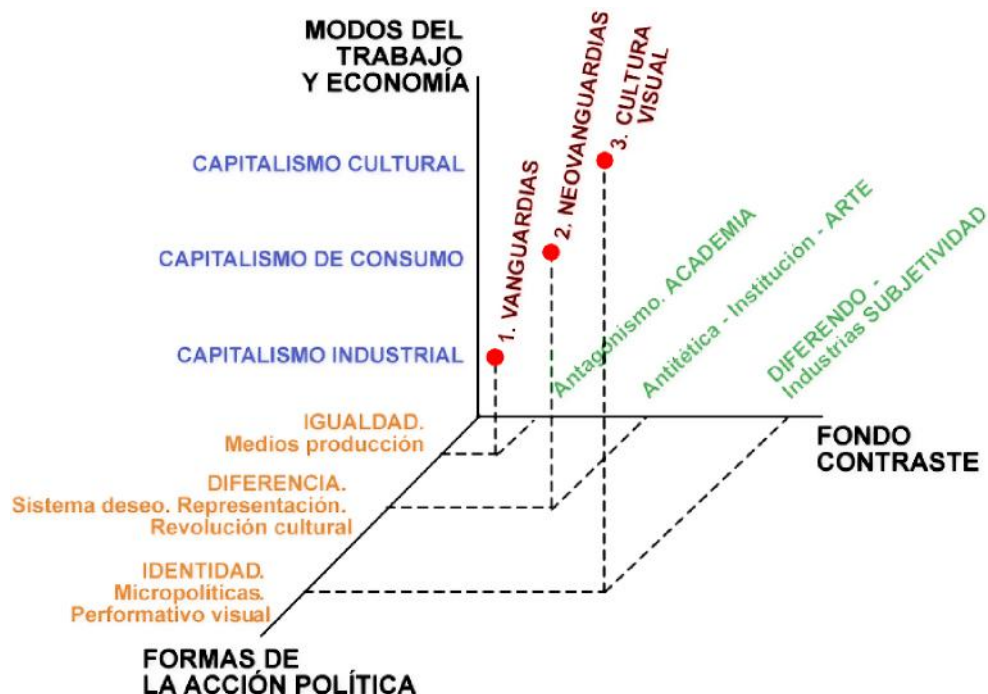 MODOS DEL
TRABAJO
Y ECONOMÍA
CAPITALISMO CULTURAL
CAPITALISMO DE CONSUMO
CAPITALISMO INDUSTRIAL
1. VANGUARDIAS
2. NEOVANGUARDIAS
3. CULTURA
VISUAL
Antagónismo. ACADEMIA
Antitética - Institución - ARTE
DIFERENDO -
Industrias SUBJETIVIDAD
IGUALDAD.
Medios producción
DIFERENCIA.
Sistema deseo. Representación.
Revolución cultural
IDENTIDAD.
Micropolíticas.
Performativo visual
FONDO
CONTRASTE
FORMAS DE
LA ACCIÓN POLÍTICA